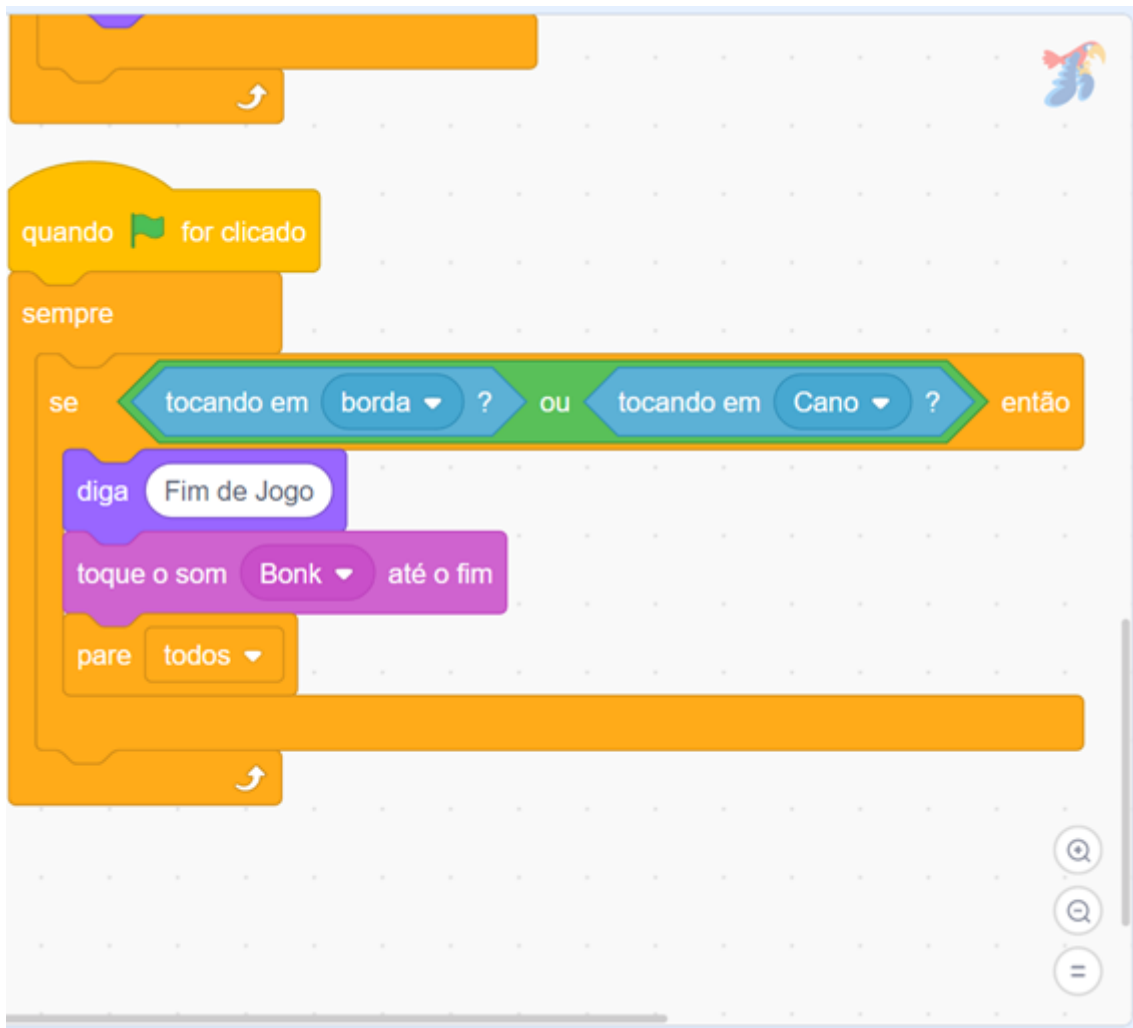 quando for clicado
sempre
se tocando em borda ? ou tocando em Cano ? então
diga Fim de Jogo
toque o som Bonk até o fim
pare todos